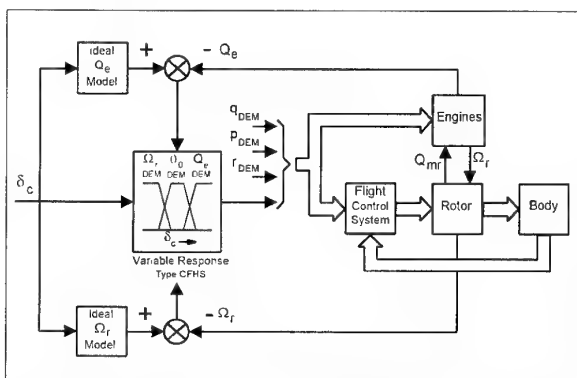 Ideal
Qe
Model
+
− Qe
qDEM
pDEM
rDEM
Engines
Qmr
Ωr
δc
Ωr Θ0 Qe
DEM DEM DEM
δc
Variable Response
Type CFHS
Flight
Control
System
Rotor
Body
Ideal
Ωr
Model
+
− Ωr